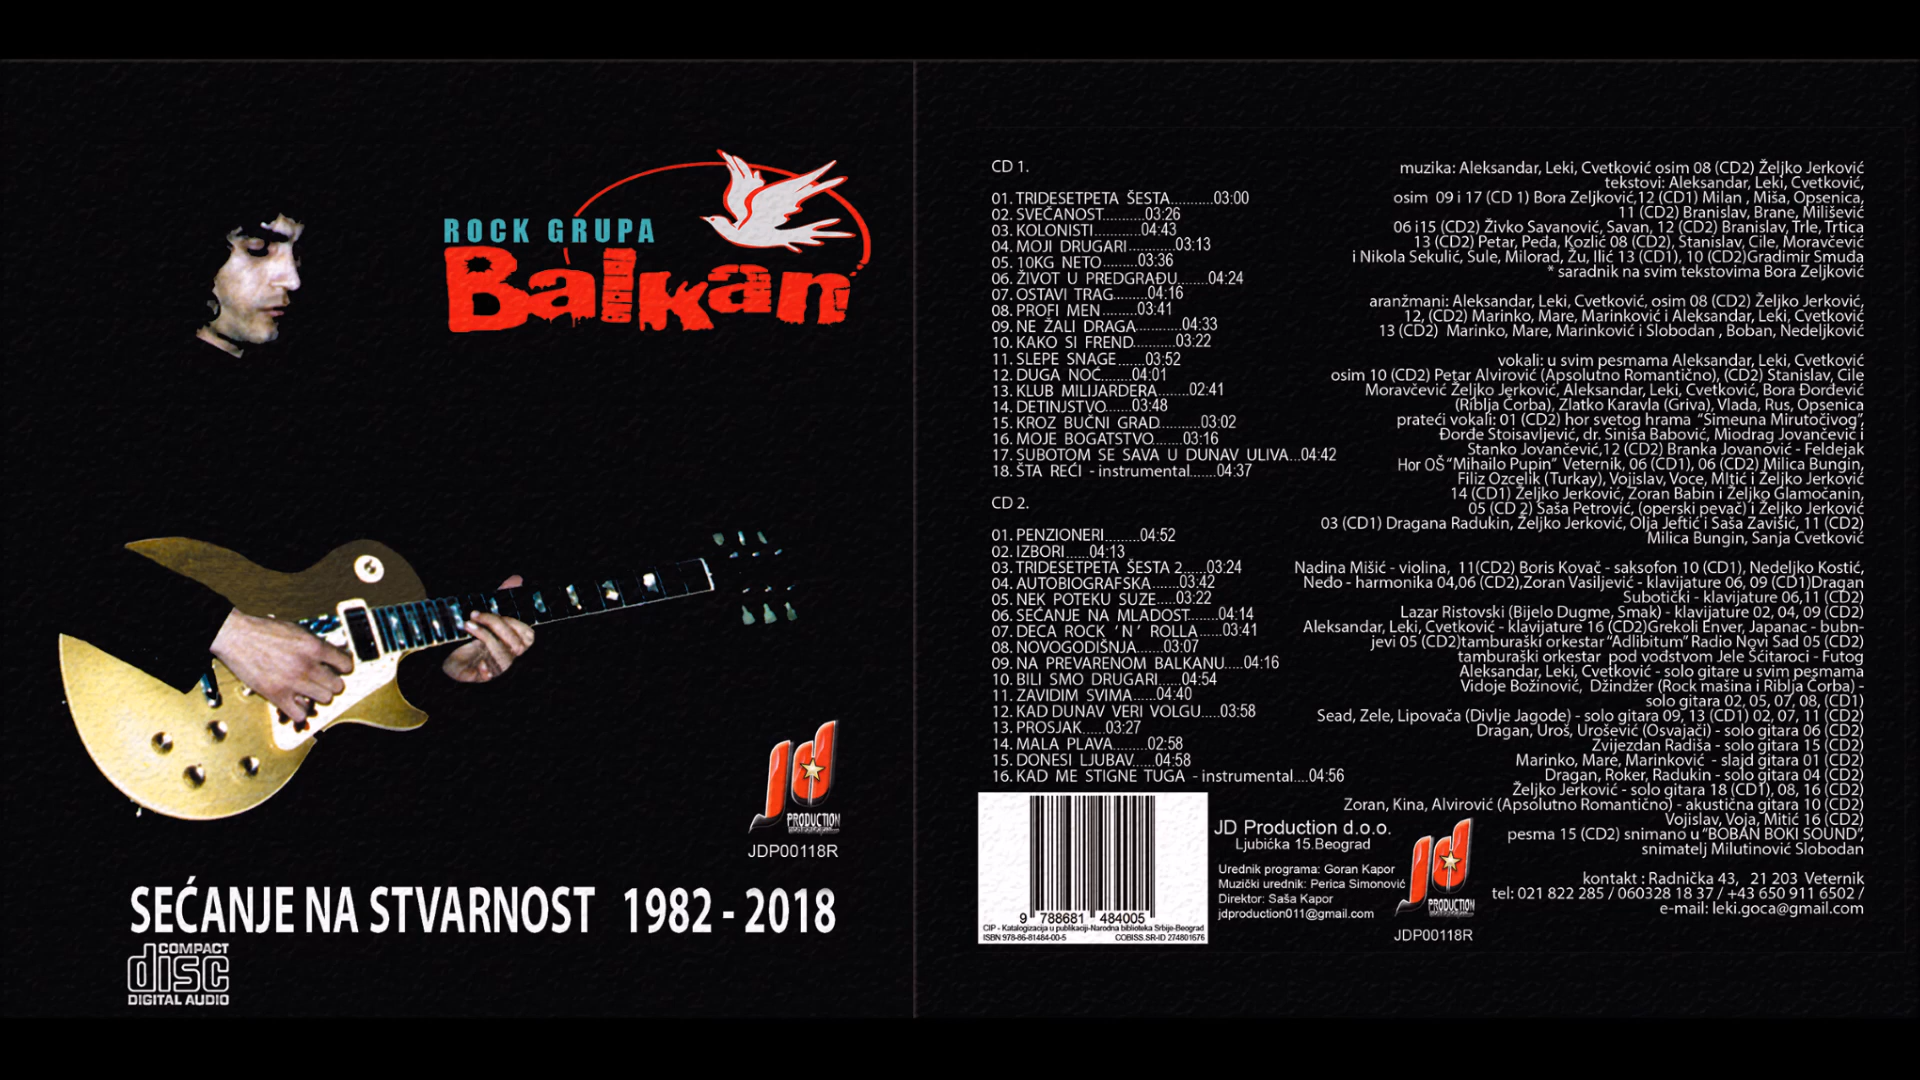 ROCK GRUPA
Balkan
PRODUCTION
JDP00118R
SEĆANJE NA STVARNOST 1982 - 2018
COMPACT
disc
DIGITAL AUDIO
CD 1.
01. TRIDESETPETA ŠESTA...........03:00
02. SVEČANOST..........03:26
03. KOLONISTI............04:43
04. MOJI DRUGARI............03:13
05. 10KG NETO.........03:36
06. ŽIVOT U PREDGRAĐU........04:24
07. OSTAVI TRAG.........04:16
08. PROFI MEN.........03:41
09. NE ŽALI DRAGA............04:33
10. KAKO SI FREND...........03:22
11. SLEPE SNAGE.......03:52
12. DUGA NOĆ........04:01
13. KLUB MILIJARDERA........02:41
14. DETINJSTVO.......03:48
15. KROZ BUČNI GRAD..........03:02
16. MOJE BOGATSTVO.......03:16
17. SUBOTOM SE SAVA U DUNAV ULIVA...04:42
18. ŠTA REĆI - instrumental.......04:37
CD 2.
01. PENZIONERI.........04:52
02. IZBORI......04:13
03. TRIDESETPETA ŠESTA 2......03:24
04. AUTOBIOGRAFSKA.......03:42
05. NEK POTEKU SUZE.....03:22
06. SEĆANJE NA MLADOST.......04:14
07. DECA ROCK 'N' ROLLA......03:41
08. NOVOGODIŠNJA.......03:07
09. NA PREVARENOM BALKANU.....04:16
10. BILI SMO DRUGARI......04:54
11. ZAVIDIM SVIMA......04:40
12. KAD DUNAV VERI VOLGU.....03:58
13. PROSJAK......03:27
14. MALA PLAVA.........02:58
15. DONESI LJUBAV......04:58
16. KAD ME STIGNE TUGA - instrumental....04:56
muzika: Aleksandar, Leki, Cvetković osim 08 (CD2) Željko Jerković
tekstovi: Aleksandar, Leki, Cvetković,
osim 09 i 17 (CD 1) Bora Zeljković,12 (CD1) Milan , Miša, Opsenica,
11 (CD2) Branislav, Brane, Milišević
06 i15 (CD2) Živko Savanović, Savan, 12 (CD2) Branislav, Trle, Trtica
13 (CD2) Petar, Peđa, Kozlić 08 (CD2), Stanislav, Cile, Moravčević
i Nikola Sekulić, Sule, Milorad, Žu, Ilić 13 (CD1), 10 (CD2)Gradimir Smuđa
* saradnik na svim tekstovima Bora Zeljković
aranžmani: Aleksandar, Leki, Cvetković, osim 08 (CD2) Željko Jerković,
12, (CD2) Marinko, Mare, Marinković i Aleksandar, Leki, Cvetković
13 (CD2) Marinko, Mare, Marinković i Slobodan , Boban, Nedeljković
vokali: u svim pesmama Aleksandar, Leki, Cvetković
osim 10 (CD2) Petar Alvirović (Apsolutno Romantično), (CD2) Stanislav, Cile
Moravčević Željko Jerković, Aleksandar, Leki, Cvetković, Bora Đorđević
(Riblja Čorba), Zlatko Karavla (Griva), Vlada, Rus, Opsenica
prateći vokali: 01 (CD2) hor svetog hrama "Simeuna Mirutočivog",
Đorđe Stoisavljević, dr. Siniša Babović, Miodrag Jovančević i
Stanko Jovančević,12 (CD2) Branka Jovanović - Feldejak
Hor OŠ "Mihailo Pupin" Veternik, 06 (CD1), 06 (CD2) Milica Bungin,
Filiz Ozcelik (Turkay), Vojislav, Voce, MItić i Željko Jerković
14 (CD1) Željko Jerković, Zoran Babin i Željko Glamočanin,
05 (CD 2) Saša Petrović, (operski pevač) i Željko Jerković
03 (CD1) Dragana Radukin, Željko Jerković, Olja Jeftić i Saša Zavišić, 11 (CD2)
Milica Bungin, Sanja Cvetković
Nadina Mišić - violina, 11(CD2) Boris Kovač - saksofon 10 (CD1), Nedeljko Kostić,
Nedo - harmonika 04,06 (CD2),Zoran Vasiljević - klavijature 06, 09 (CD1)Dragan
Subotički - klavijature 06,11 (CD2)
Lazar Ristovski (Bijelo Dugme, Smak) - klavijature 02, 04, 09 (CD2)
Aleksandar, Leki, Cvetković - klavijature 16 (CD2)Grekoli Enver, Japanac - bubn-
jevi 05 (CD2)tamburaški orkestar "Adlibitum" Radio Novi Sad 05 (CD2)
tamburaški orkestar pod vođstvom Jele Šćitaroci - Futog
Aleksandar, Leki, Cvetković - solo gitare u svim pesmama
Vidoje Božinović, Džindžer (Rock mašina i Riblja Čorba) -
solo gitara 02, 05, 07, 08, (CD1)
Sead, Zele, Lipovača (Divlje Jagode) - solo gitara 09, 13 (CD1) 02, 07, 11 (CD2)
Dragan, Uroš, Urošević (Osvajači) - solo gitara 06 (CD2)
Zvijezdan Radiša - solo gitara 15 (CD2)
Marinko, Mare, Marinković - slajd gitara 01 (CD2)
Dragan, Roker, Radukin - solo gitara 04 (CD2)
Željko Jerković - solo gitara 18 (CD1), 08, 16 (CD2)
Zoran, Kina, Alvirović (Apsolutno Romantično) - akustična gitara 10 (CD2)
Vojislav, Voja, Mitić 16 (CD2)
pesma 15 (CD2) snimano u "BOBAN BOKI SOUND",
snimatelj Milutinović Slobodan
kontakt : Radnička 43, 21 203 Veternik
tel: 021 822 285 / 060328 18 37 / +43 650 911 6502 /
e-mail: leki.goca@gmail.com
9 788681 484005
CIP - Katalogizacija u publikaciji-Narodna biblioteka Srbije-Beograd
ISBN 978-86-81484-00-5 COBISS.SR-ID 274801676
JD Production d.o.o.
Ljubička 15.Beograd
Urednik programa: Goran Kapor
Muzički urednik: Perica Simonović
Direktor: Saša Kapor
jdproduction011@gmail.com
PRODUCTION
JDP00118R